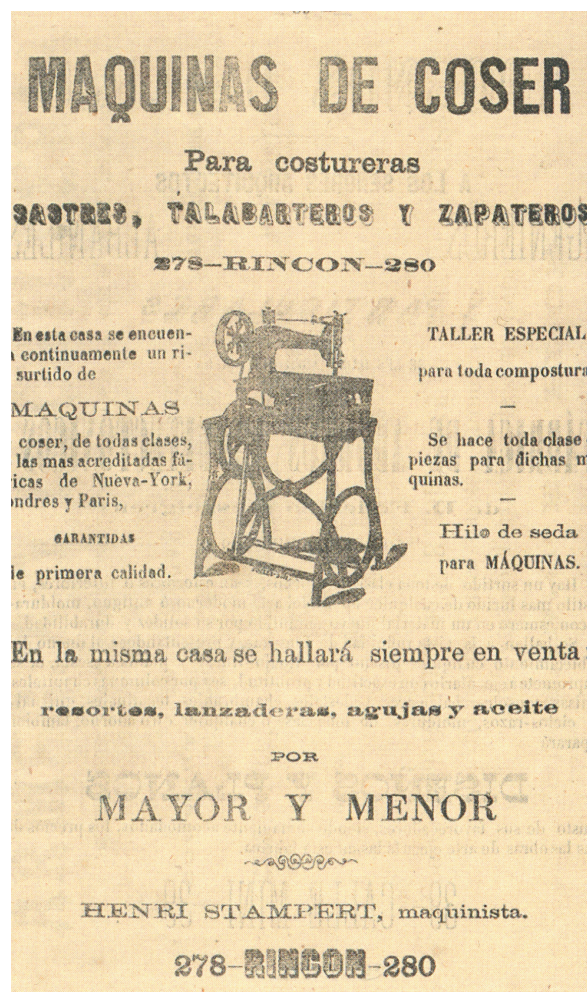 MAQUINAS DE COSER
Para costureras
SASTRES, TALABARTEROS Y ZAPATEROS
278—RINCON—280
En esta casa se encuen-
continuamente un ri-
surtido de
MAQUINAS
coser, de todas clases,
las mas acreditadas fá-
ricas de Nueva-York,
ondres y Paris,
GARANTIDAS
de primera calidad.
TALLER ESPECIAL
para toda compostura
Se hace toda clase
piezas para dichas m
quinas.
Hilo de seda
para MÁQUINAS.
En la misma casa se hallará siempre en venta
resortes, lanzaderas, agujas y aceite
POR
MAYOR Y MENOR
HENRI STAMPERT, maquinista.
278-RINCON-280